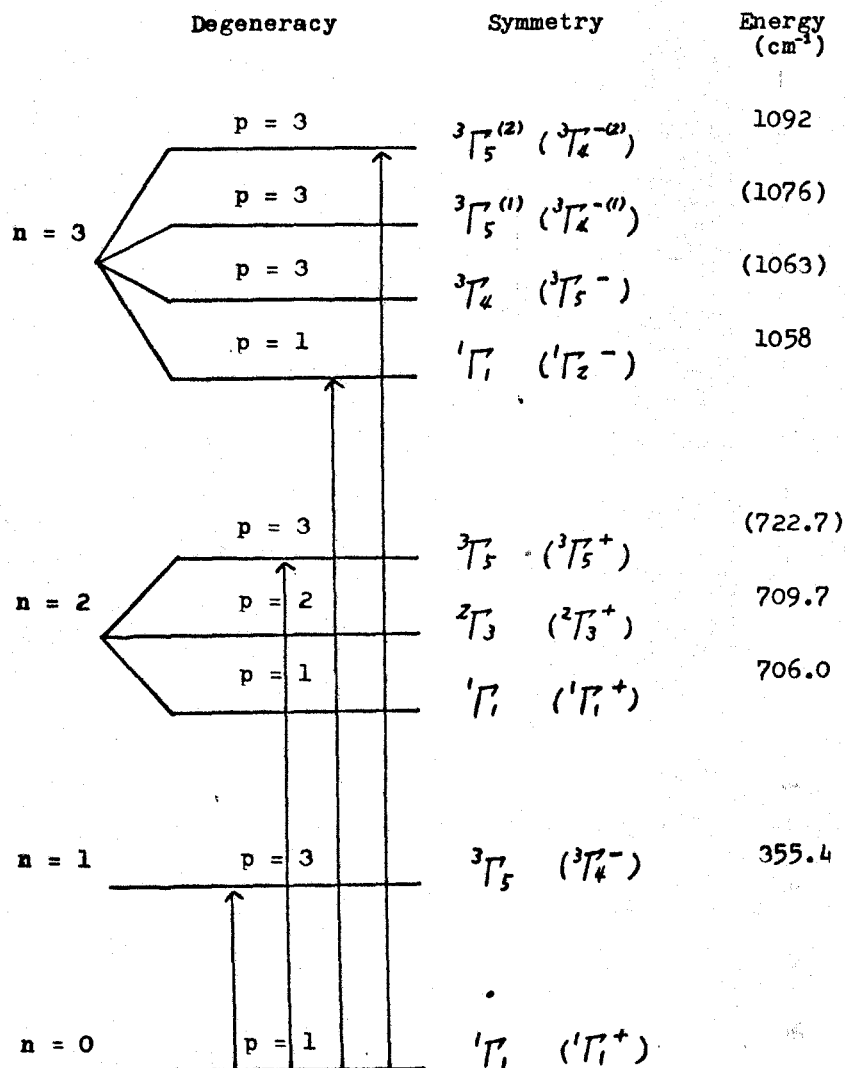 Degeneracy Symmetry Energy
(cm⁻¹)
p = 3 ³Γ₅⁽²⁾ (³Γ₄⁻⁽²⁾) 1092
p = 3 ³Γ₅⁽¹⁾ (³Γ₄⁻⁽¹⁾) (1076)
n = 3
p = 3 ³Γ₄ (³Γ₅⁻) (1063)
p = 1 ¹Γ₁ (¹Γ₂⁻) 1058
p = 3 ³Γ₅ (³Γ₅⁺) (722.7)
n = 2 p = 2 ²Γ₃ (²Γ₃⁺) 709.7
p = 1 ¹Γ₁ (¹Γ₁⁺) 706.0
n = 1 p = 3 ³Γ₅ (³Γ₄⁻) 355.4
n = 0 p = 1 ¹Γ₁ (¹Γ₁⁺)